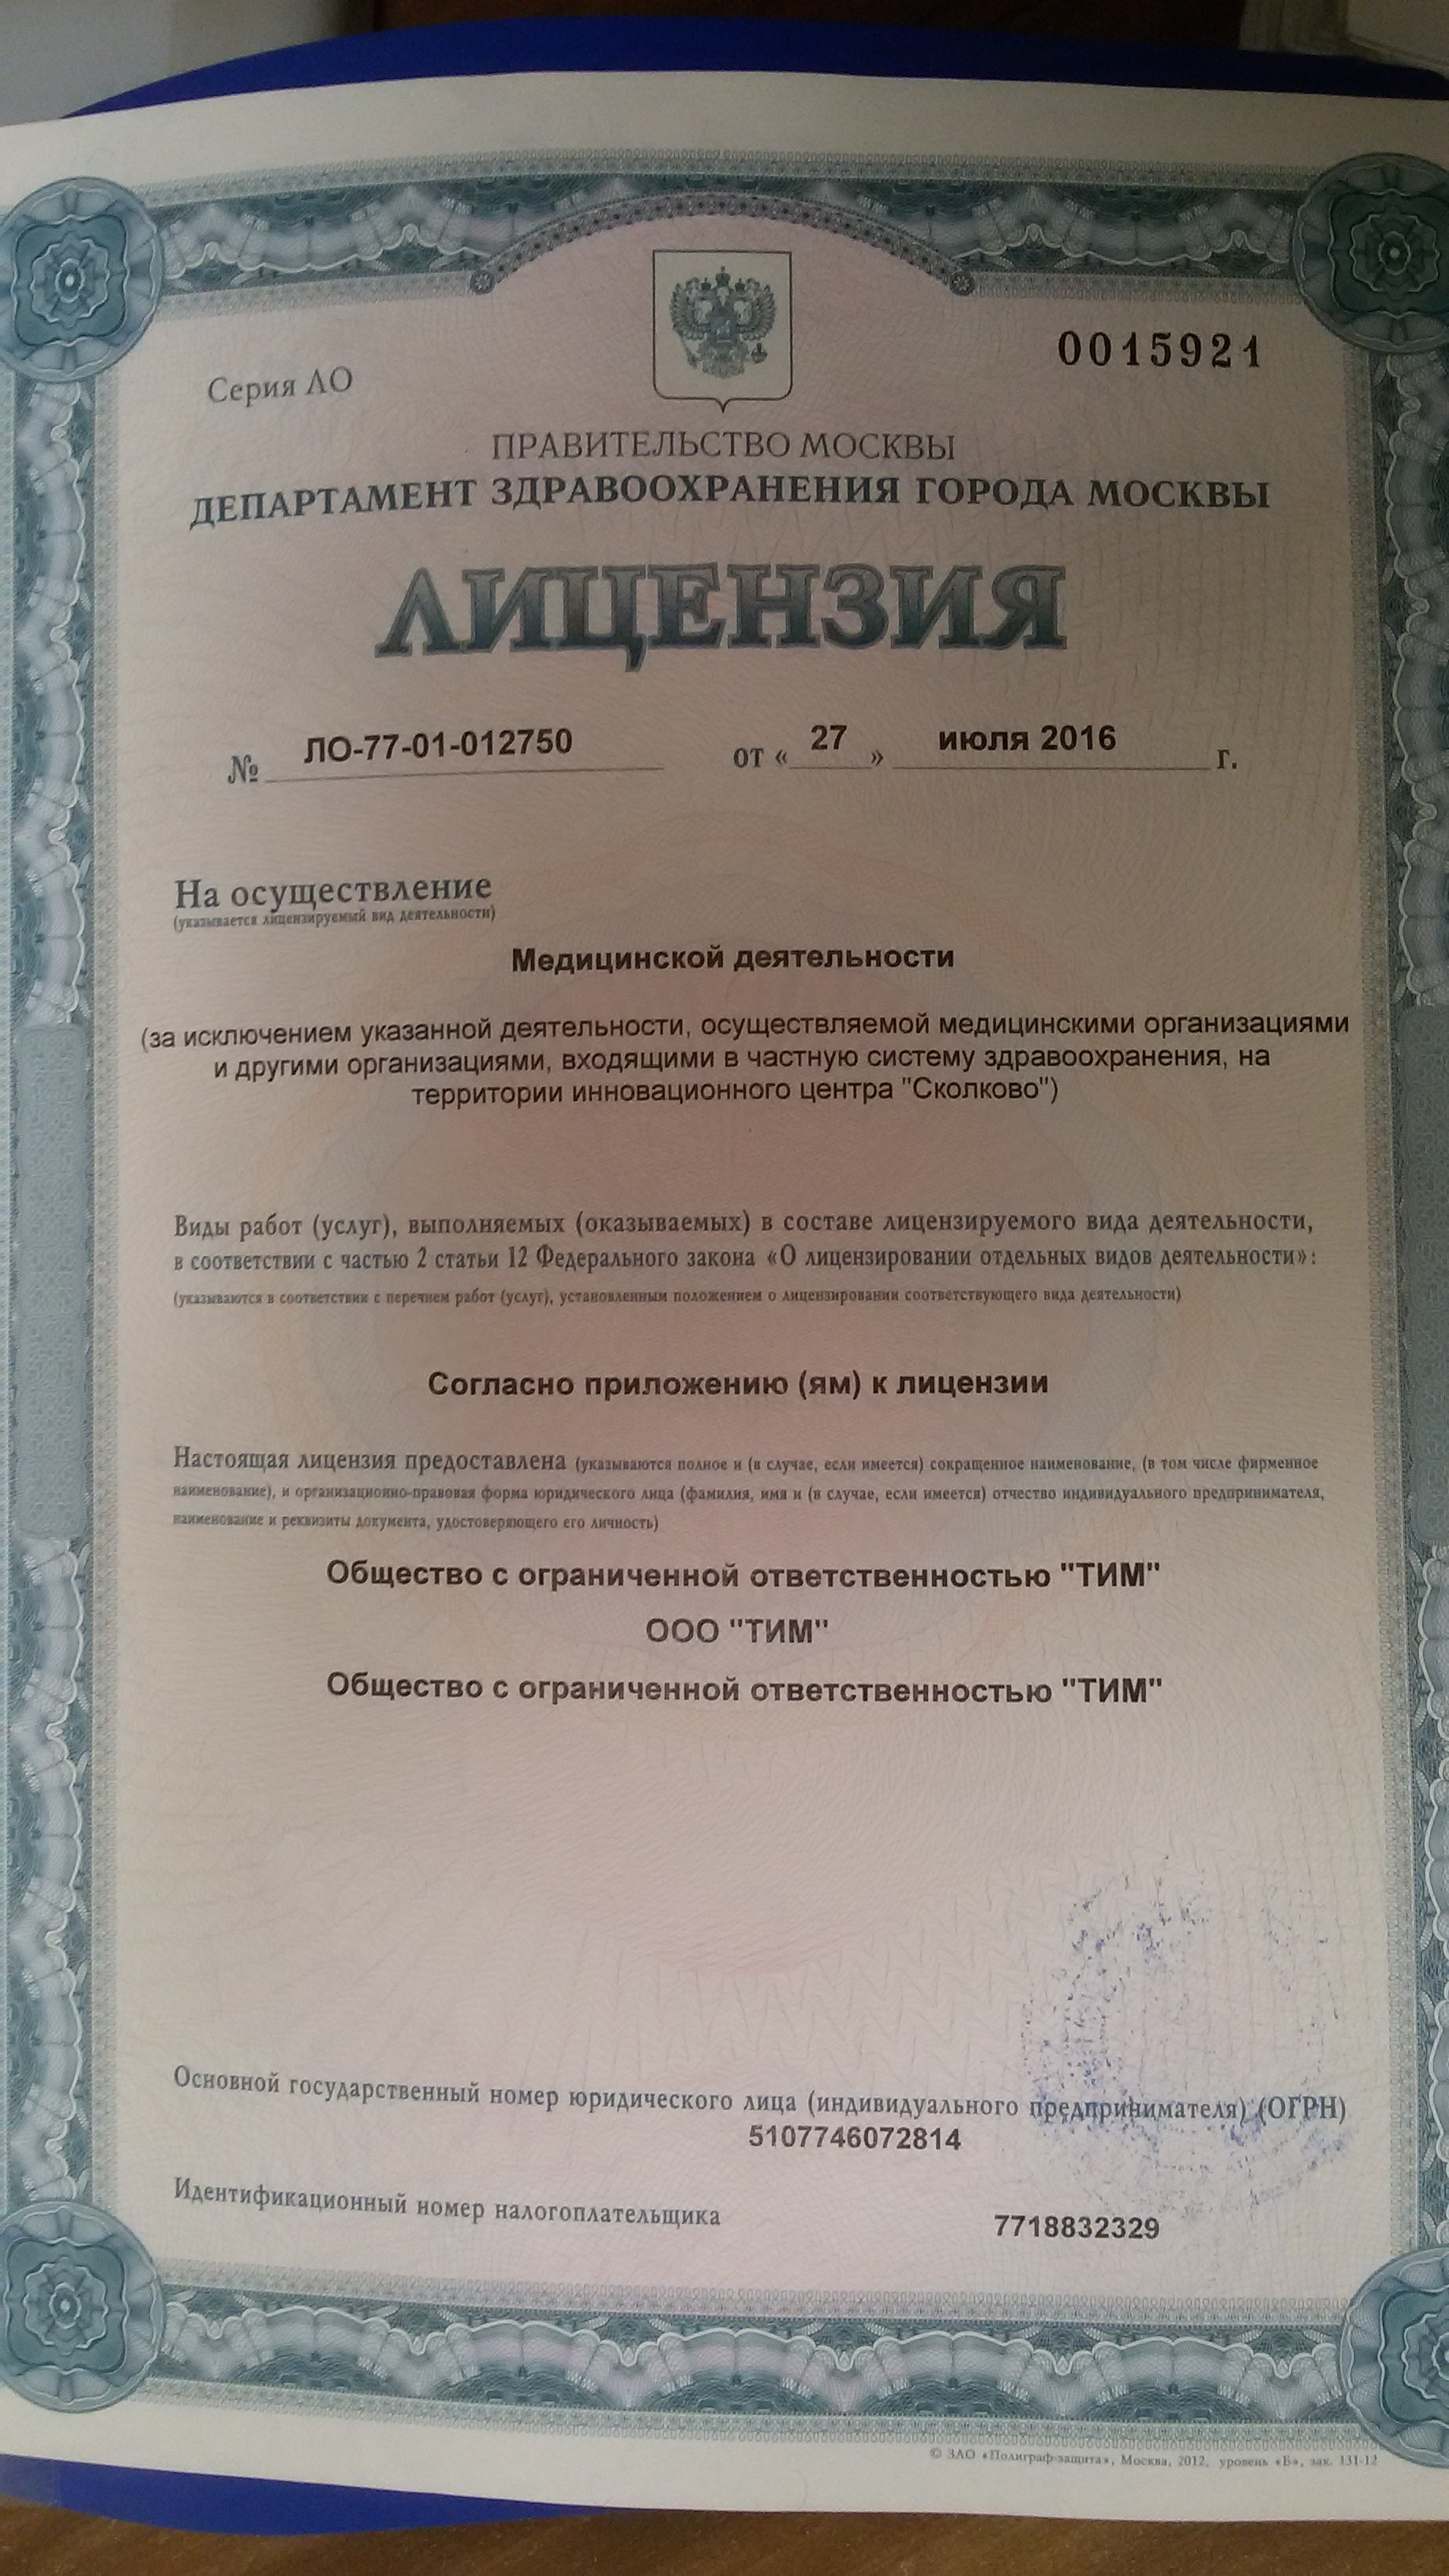 Серия ЛО
0015921
ПРАВИТЕЛЬСТВО МОСКВЫ
ДЕПАРТАМЕНТ ЗДРАВООХРАНЕНИЯ ГОРОДА МОСКВЫ
ЛИЦЕНЗИЯ
№ ЛО-77-01-012750 от « 27 » июля 2016 г.
На осуществление
(указывается лицензируемый вид деятельности)
Медицинской деятельности
(за исключением указанной деятельности, осуществляемой медицинскими организациями
и другими организациями, входящими в частную систему здравоохранения, на
территории инновационного центра "Сколково")
Виды работ (услуг), выполняемых (оказываемых) в составе лицензируемого вида деятельности,
в соответствии с частью 2 статьи 12 Федерального закона «О лицензировании отдельных видов деятельности»:
(указываются в соответствии с перечнем работ (услуг), установленным положением о лицензировании соответствующего вида деятельности)
Согласно приложению (ям) к лицензии
Настоящая лицензия предоставлена (указываются полное и (в случае, если имеется) сокращенное наименование, (в том числе фирменное
наименование), и организационно-правовая форма юридического лица (фамилия, имя и (в случае, если имеется) отчество индивидуального предпринимателя,
наименование и реквизиты документа, удостоверяющего его личность)
Общество с ограниченной ответственностью "ТИМ"
ООО "ТИМ"
Общество с ограниченной ответственностью "ТИМ"
Основной государственный номер юридического лица (индивидуального предпринимателя) (ОГРН)
5107746072814
Идентификационный номер налогоплательщика
7718832329
© ЗАО «Полиграф-защита», Москва, 2012, уровень «Б», зак. 131-12